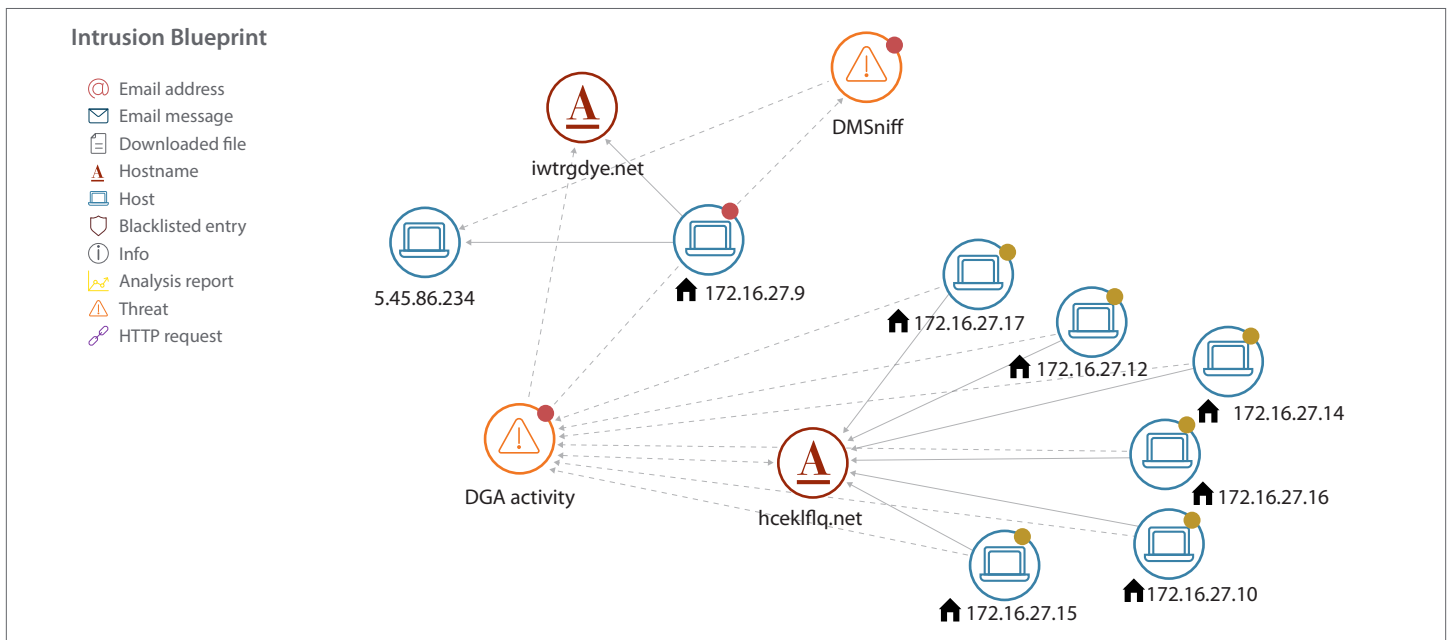 Intrusion Blueprint
Email address
Email message
Downloaded file
A Hostname
Host
Blacklisted entry
Info
Analysis report
Threat
HTTP request
DMSniff
A
iwtrgdye.net
5.45.86.234
172.16.27.9
172.16.27.17
172.16.27.12
172.16.27.14
DGA activity
A
hceklflq.net
172.16.27.16
172.16.27.10
172.16.27.15